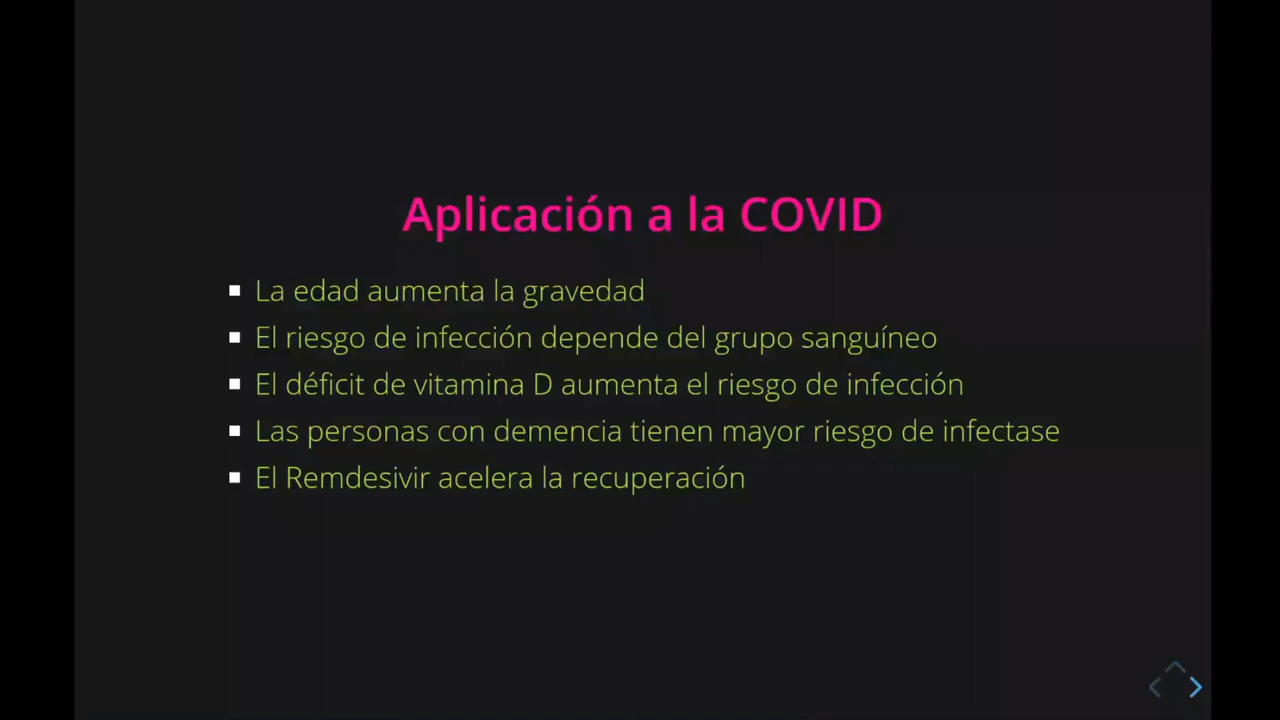 Aplicación a la COVID
La edad aumenta la gravedad
El riesgo de infección depende del grupo sanguíneo
El déficit de vitamina D aumenta el riesgo de infección
Las personas con demencia tienen mayor riesgo de infectase
El Remdesivir acelera la recuperación